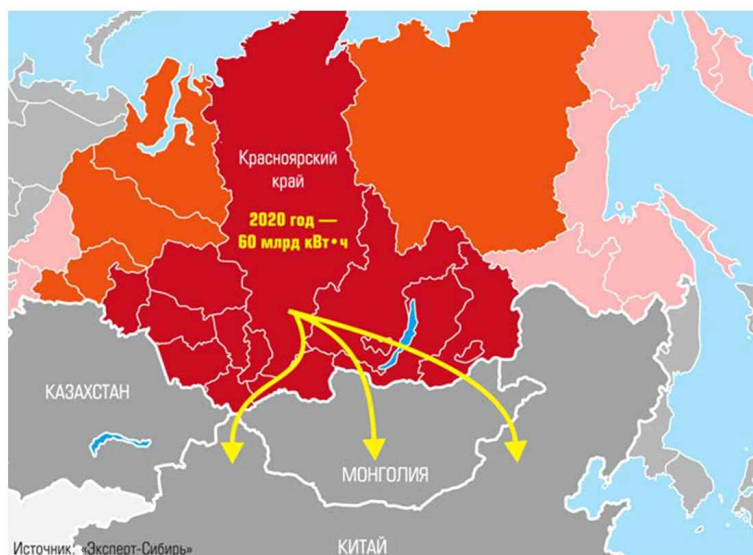 Красноярский
край
2020 год —
60 млрд кВт•ч
КАЗАХСТАН
МОНГОЛИЯ
КИТАЙ
Источник: «Эксперт-Сибирь»